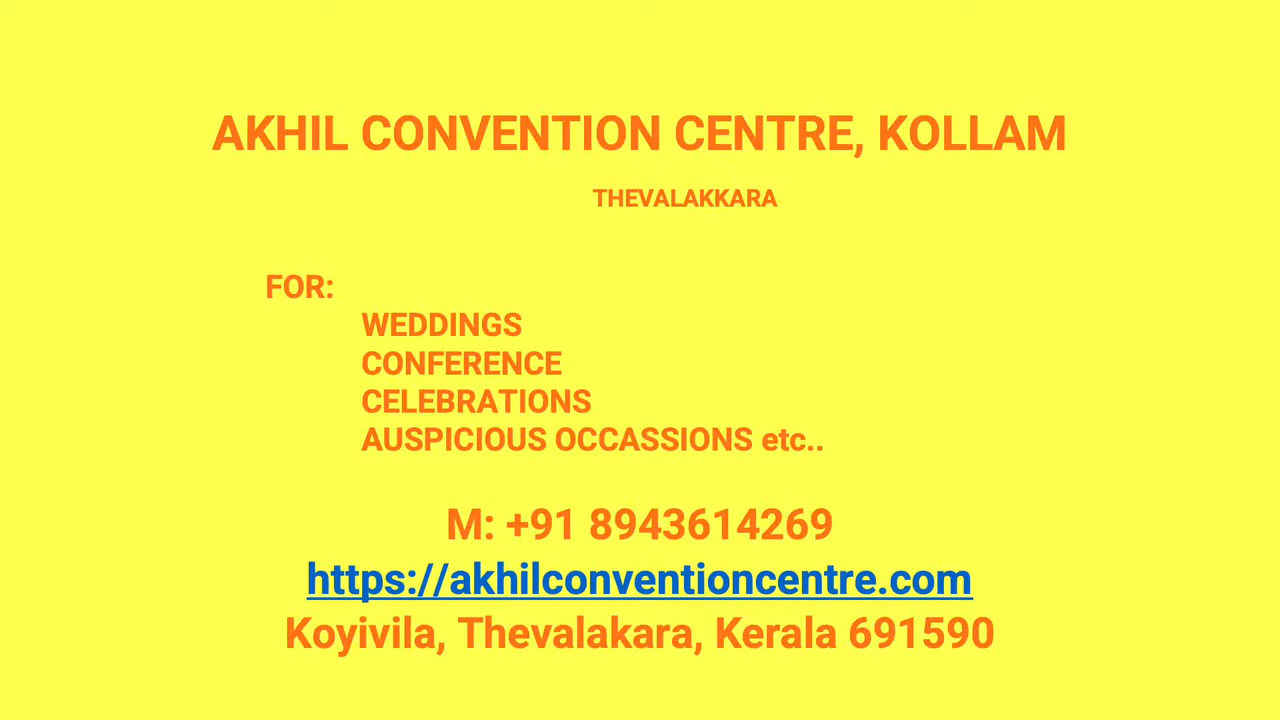 AKHIL CONVENTION CENTRE, KOLLAM
THEVALAKKARA
FOR:
WEDDINGS
CONFERENCE
CELEBRATIONS
AUSPICIOUS OCCASSIONS etc..
M: +91 8943614269
https://akhilconventioncentre.com
Koyivila, Thevalakara, Kerala 691590